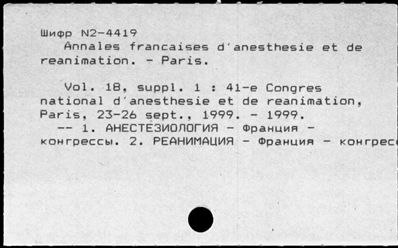 Шифр N2-4419
Annales francaises d'anesthesie et de
reanimation. - Paris.
Vol. 18, suppl. 1 : 41-e Congres
national d'anesthesie et de reanimation,
Paris, 23-26 sept., 1999. - 1999.
-- 1. АНЕСТЕЗИОЛОГИЯ - Франция -
конгрессы. 2. РЕАНИМАЦИЯ - Франция - конгресс